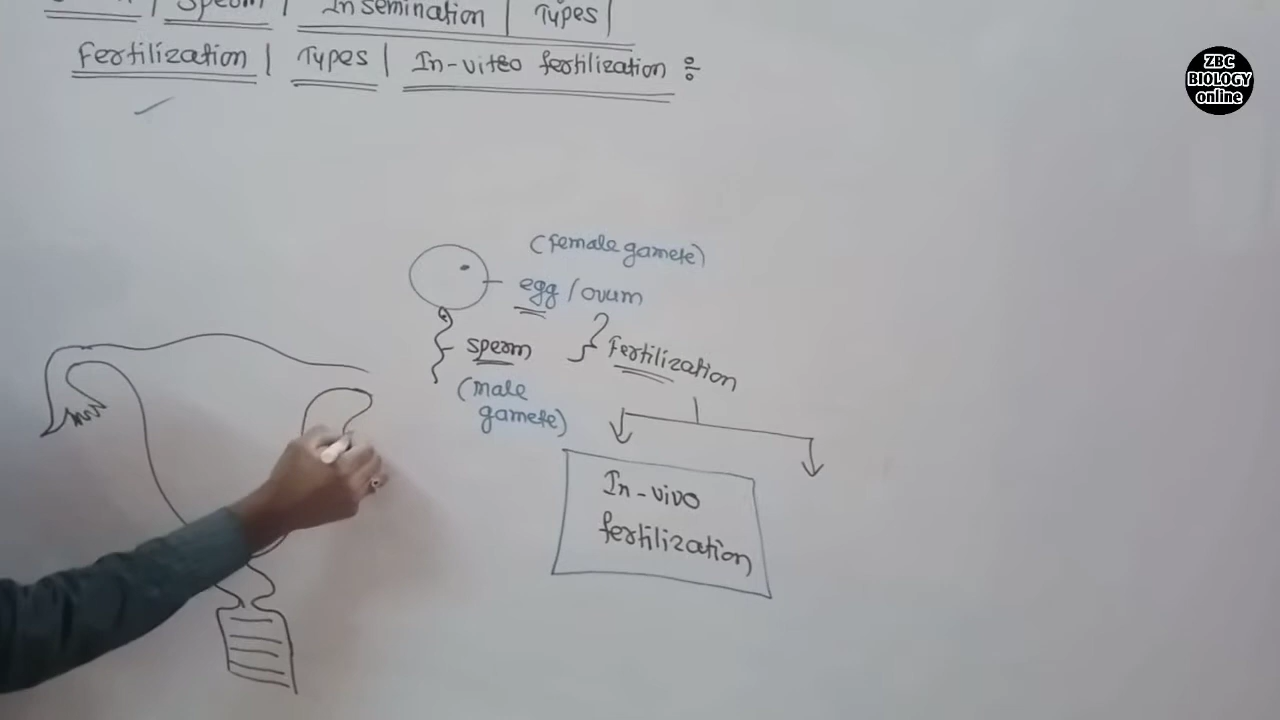 Sperm | Insemination | Types |
Fertilization | Types | In-vitro fertilization :
ZBC
BIOLOGY
online
(female gamete)
egg / ovum
sperm
Fertilization
(male
gamete)
In-vivo
fertilization